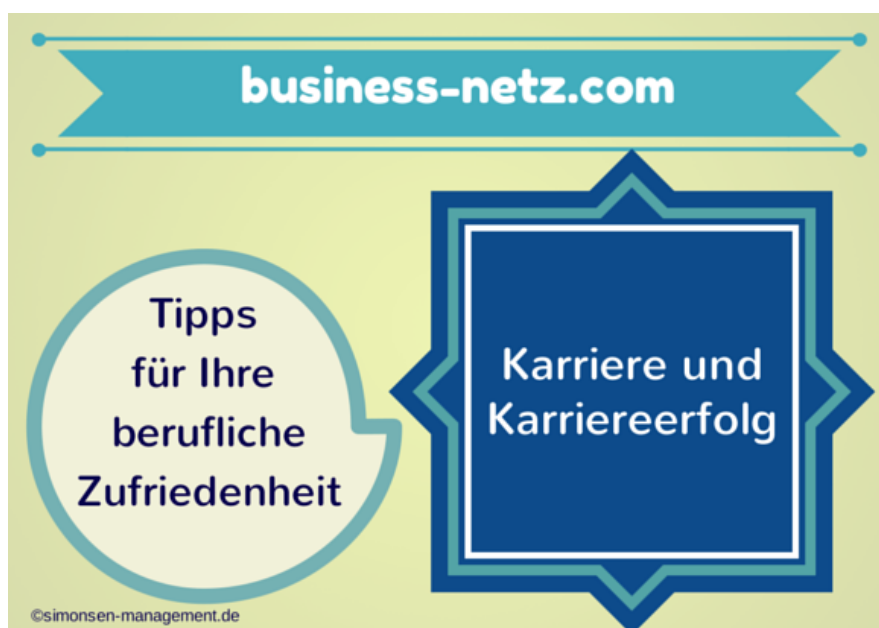 business-netz.com
Tipps
für Ihre
berufliche
Zufriedenheit
Karriere und
Karriereerfolg
©simonsen-management.de